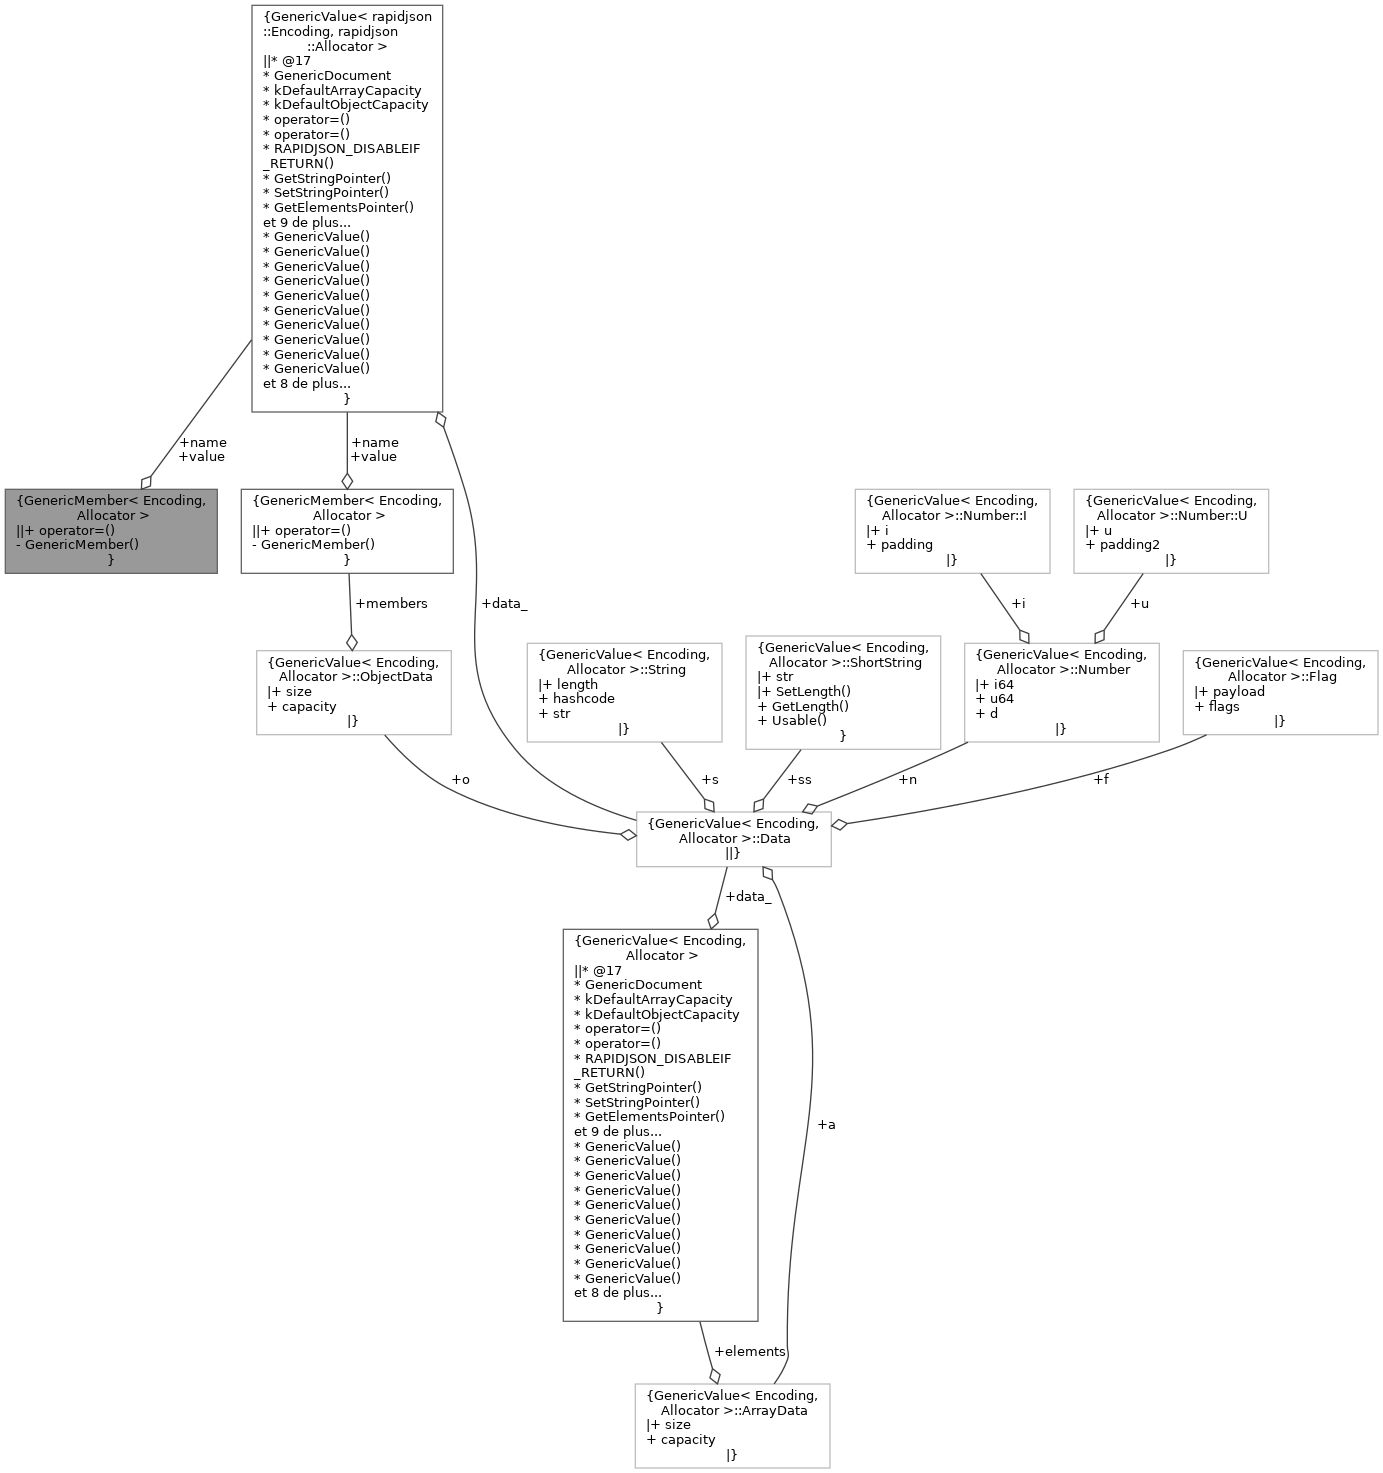 {GenericValue< rapidjson
::Encoding, rapidjson
::Allocator >
||* @17
* GenericDocument
* kDefaultArrayCapacity
* kDefaultObjectCapacity
* operator=()
* operator=()
* RAPIDJSON_DISABLEIF
_RETURN()
* GetStringPointer()
* SetStringPointer()
* GetElementsPointer()
et 9 de plus...
* GenericValue()
* GenericValue()
* GenericValue()
* GenericValue()
* GenericValue()
* GenericValue()
* GenericValue()
* GenericValue()
* GenericValue()
* GenericValue()
et 8 de plus...
}
+name
+value
+name
+value
{GenericMember< Encoding,
Allocator >
||+ operator=()
- GenericMember()
}
{GenericMember< Encoding,
Allocator >
||+ operator=()
- GenericMember()
}
{GenericValue< Encoding,
Allocator >::Number::I
|+ i
+ padding
|}
{GenericValue< Encoding,
Allocator >::Number::U
|+ u
+ padding2
|}
+members
+data_
+i
+u
{GenericValue< Encoding,
Allocator >::ObjectData
|+ size
+ capacity
|}
{GenericValue< Encoding,
Allocator >::String
|+ length
+ hashcode
+ str
|}
{GenericValue< Encoding,
Allocator >::ShortString
|+ str
|+ SetLength()
+ GetLength()
+ Usable()
}
{GenericValue< Encoding,
Allocator >::Number
|+ i64
+ u64
+ d
|}
{GenericValue< Encoding,
Allocator >::Flag
|+ payload
+ flags
|}
+o
+s
+ss
+n
+f
{GenericValue< Encoding,
Allocator >::Data
||}
+data_
{GenericValue< Encoding,
Allocator >
||* @17
* GenericDocument
* kDefaultArrayCapacity
* kDefaultObjectCapacity
* operator=()
* operator=()
* RAPIDJSON_DISABLEIF
_RETURN()
* GetStringPointer()
* SetStringPointer()
* GetElementsPointer()
et 9 de plus...
* GenericValue()
* GenericValue()
* GenericValue()
* GenericValue()
* GenericValue()
* GenericValue()
* GenericValue()
* GenericValue()
* GenericValue()
* GenericValue()
et 8 de plus...
}
+a
+elements
{GenericValue< Encoding,
Allocator >::ArrayData
|+ size
+ capacity
|}